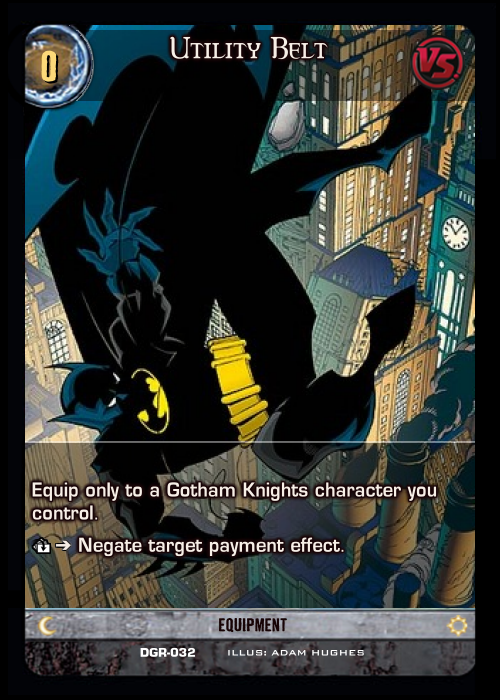 0
UTILITY BELT
VS
Equip only to a Gotham Knights character you
control.
➔ Negate target payment effect.
EQUIPMENT
DGR-032 ILLUS: ADAM HUGHES